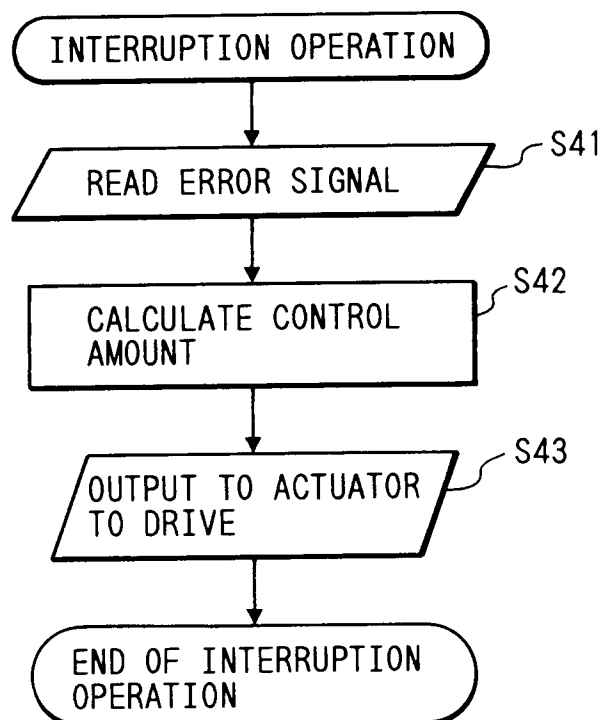 INTERRUPTION OPERATION
S41
READ ERROR SIGNAL
S42
CALCULATE CONTROL
AMOUNT
S43
OUTPUT TO ACTUATOR
TO DRIVE
END OF INTERRUPTION
OPERATION